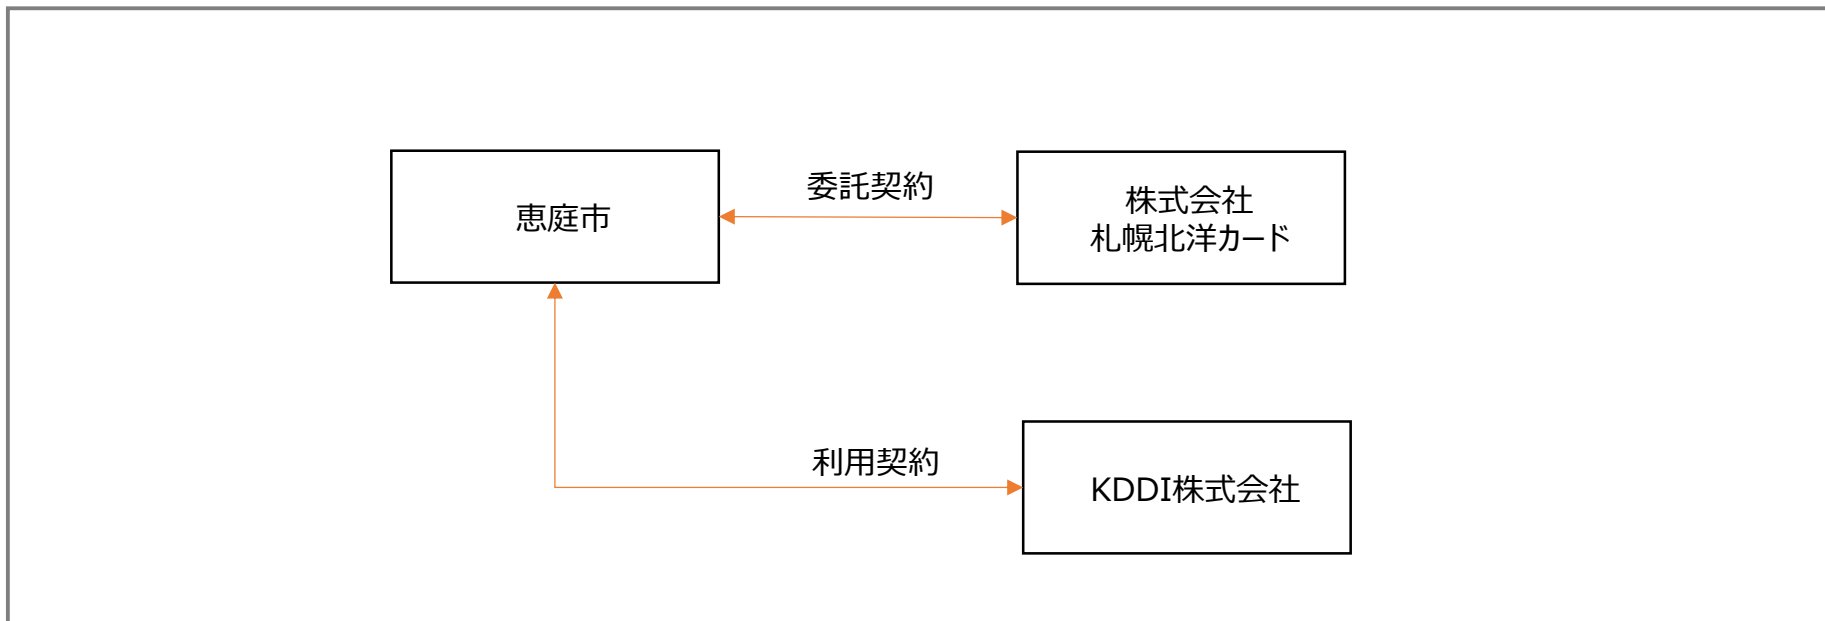 委託契約
恵庭市
株式会社
札幌北洋カード
利用契約
KDDI株式会社